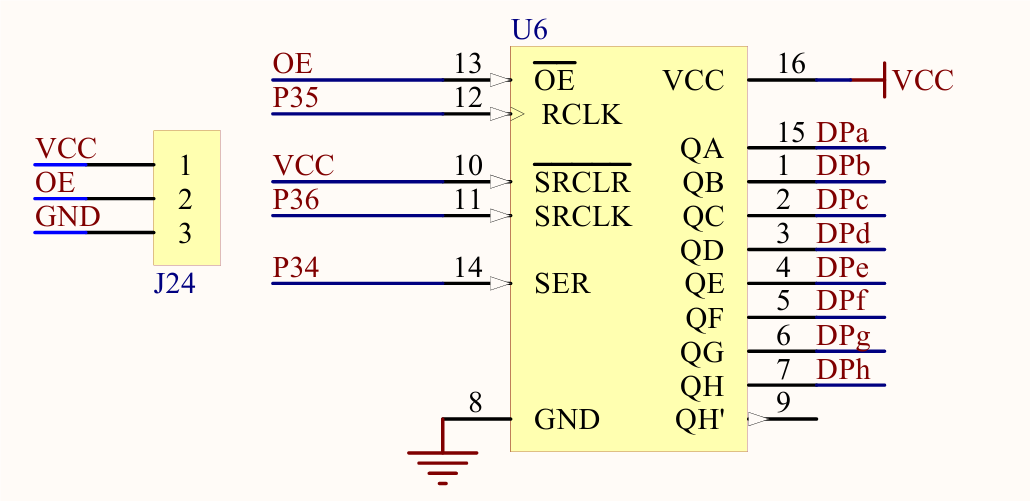 U6
OE 13 OE VCC 16 VCC
P35 12 RCLK
VCC 1
OE 2
GND 3
J24
VCC 10 SRCLR
P36 11 SRCLK
P34 14 SER
8 GND
QA 15 DPa
QB 1 DPb
QC 2 DPc
QD 3 DPd
QE 4 DPe
QF 5 DPf
QG 6 DPg
QH 7 DPh
QH' 9